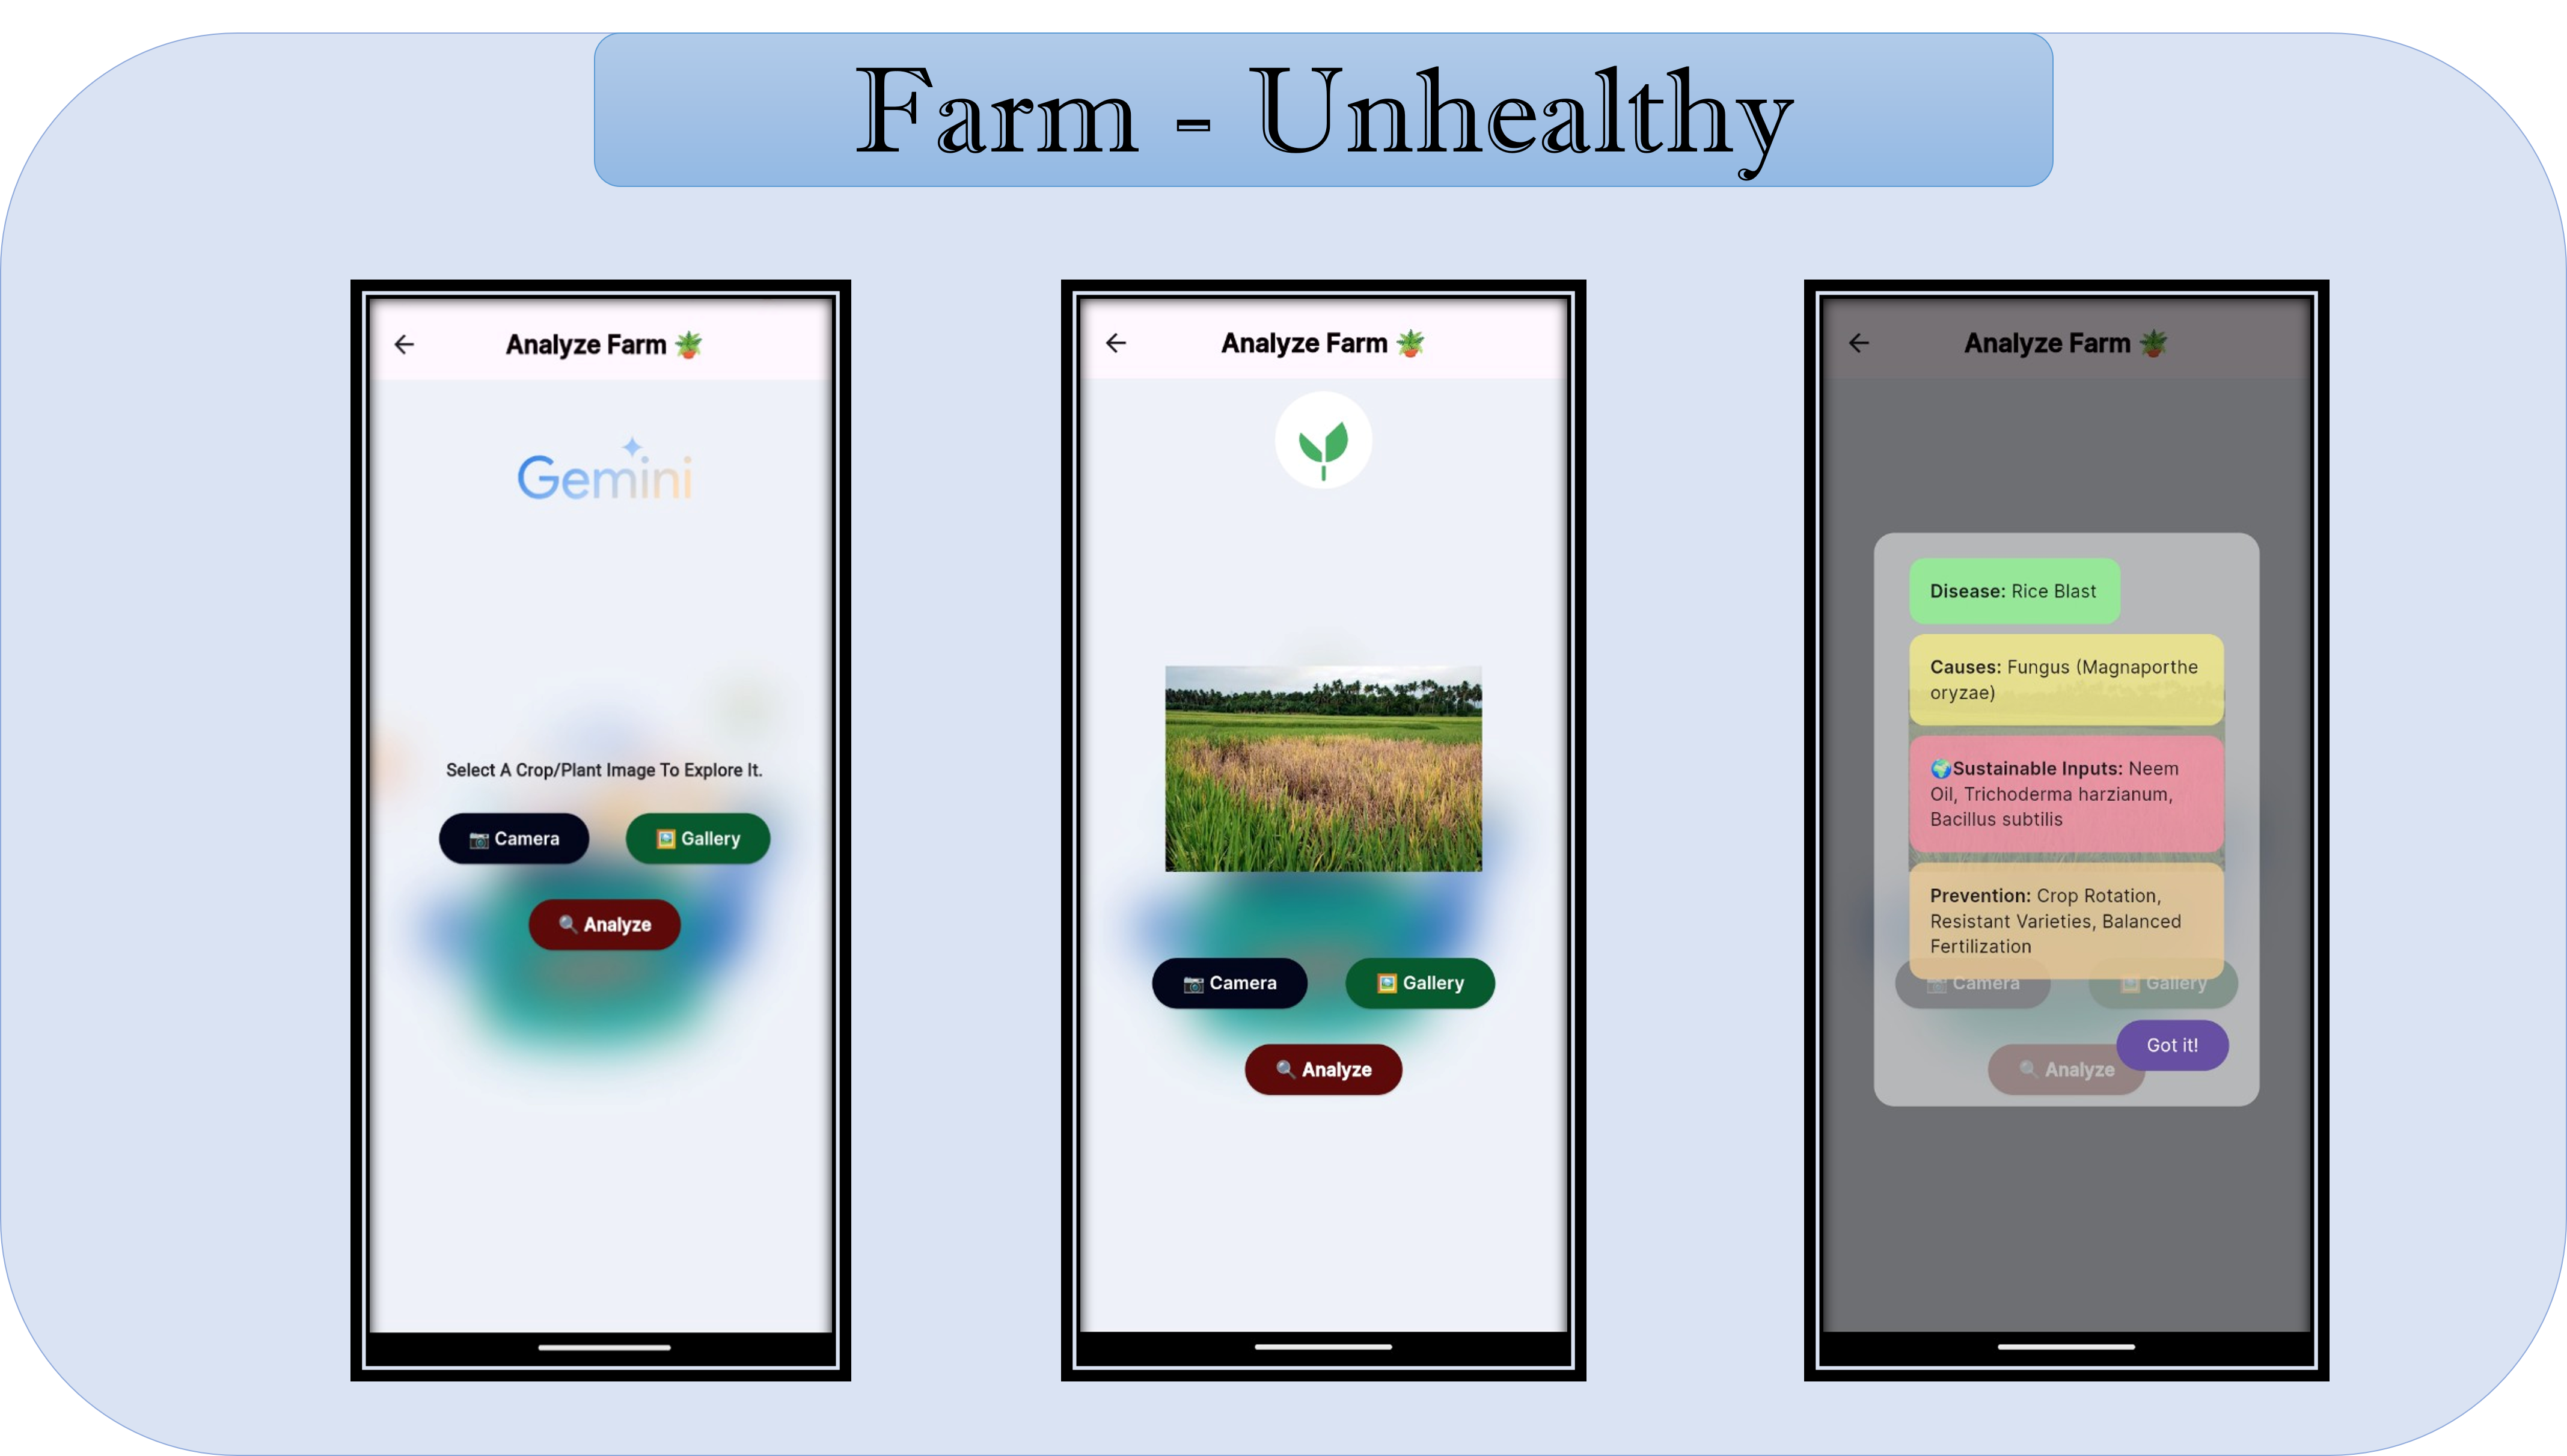 Farm - Unhealthy
Analyze Farm
Gemini
Select A Crop/Plant Image To Explore It.
Camera
Gallery
Analyze
Analyze Farm
Camera
Gallery
Analyze
Analyze Farm
Disease: Rice Blast
Causes: Fungus (Magnaporthe
oryzae)
Sustainable Inputs: Neem
Oil, Trichoderma harzianum,
Bacillus subtilis
Prevention: Crop Rotation,
Resistant Varieties, Balanced
Fertilization
Camera
Gallery
Got it!
Analyze